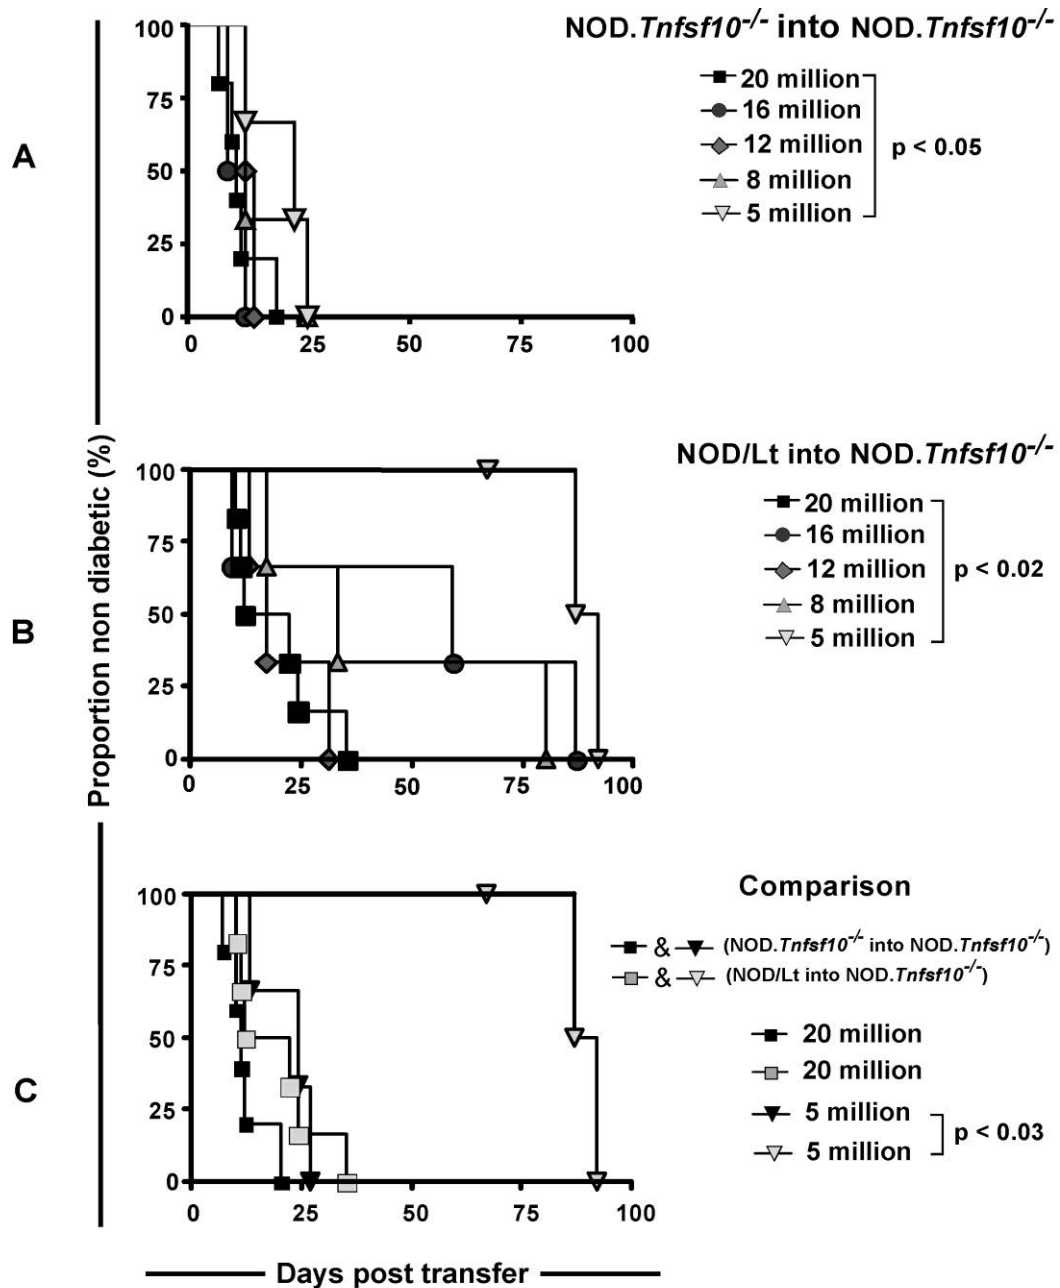 A
NOD.Tnfsf10-/- into NOD.Tnfsf10-/-
20 million
16 million
12 million
8 million
5 million
p < 0.05
100
75
50
25
0
0 25 50 75 100
Proportion non diabetic (%)
B
NOD/Lt into NOD.Tnfsf10-/-
20 million
16 million
12 million
8 million
5 million
p < 0.02
100
75
50
25
0
0 25 50 75 100
C
Comparison
& (NOD.Tnfsf10-/- into NOD.Tnfsf10-/-)
& (NOD/Lt into NOD.Tnfsf10-/-)
20 million
20 million
5 million
5 million
p < 0.03
100
75
50
25
0
0 25 50 75 100
Days post transfer